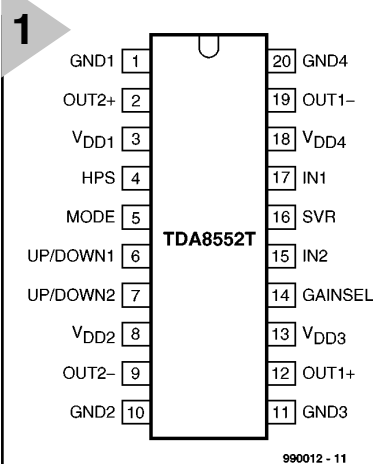 1
GND1 1 20 GND4
OUT2+ 2 19 OUT1–
VDD1 3 18 VDD4
HPS 4 17 IN1
MODE 5 16 SVR
TDA8552T
UP/DOWN1 6 15 IN2
UP/DOWN2 7 14 GAINSEL
VDD2 8 13 VDD3
OUT2– 9 12 OUT1+
GND2 10 11 GND3
990012 - 11